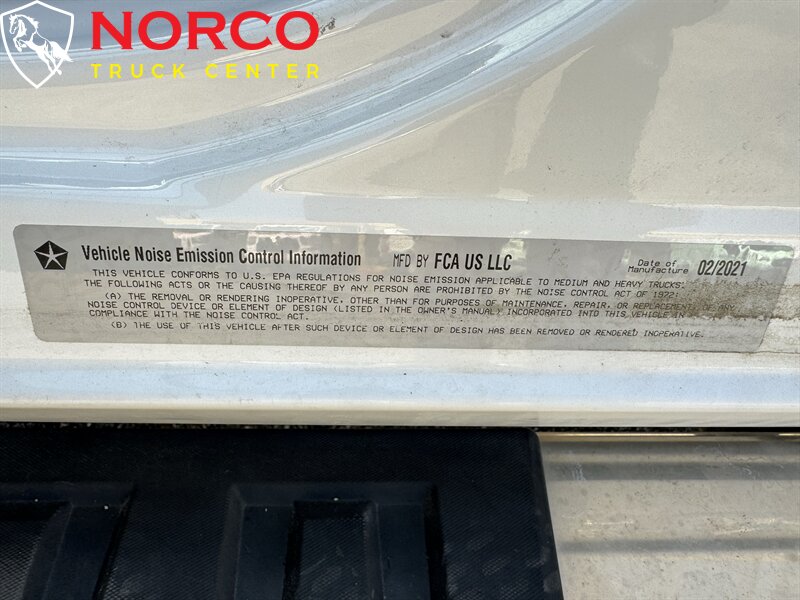 NORCO
TRUCK CENTER
Vehicle Noise Emission Control Information MFD BY FCA US LLC Date of Manufacture 02/2021
THIS VEHICLE CONFORMS TO U.S. EPA REGULATIONS FOR NOISE EMISSION APPLICABLE TO MEDIUM AND HEAVY TRUCKS.
THE FOLLOWING ACTS OR THE CAUSING THEREOF BY ANY PERSON ARE PROHIBITED BY THE NOISE CONTROL ACT OF 1972:
(A) THE REMOVAL OR RENDERING INOPERATIVE, OTHER THAN FOR PURPOSES OF MAINTENANCE, REPAIR, OR REPLACEMENT
NOISE CONTROL DEVICE OR ELEMENT OF DESIGN (LISTED IN THE OWNER'S MANUAL) INCORPORATED INTO THIS VEHICLE IN
COMPLIANCE WITH THE NOISE CONTROL ACT.
(B) THE USE OF THIS VEHICLE AFTER SUCH DEVICE OR ELEMENT OF DESIGN HAS BEEN REMOVED OR RENDERED INOPERATIVE.